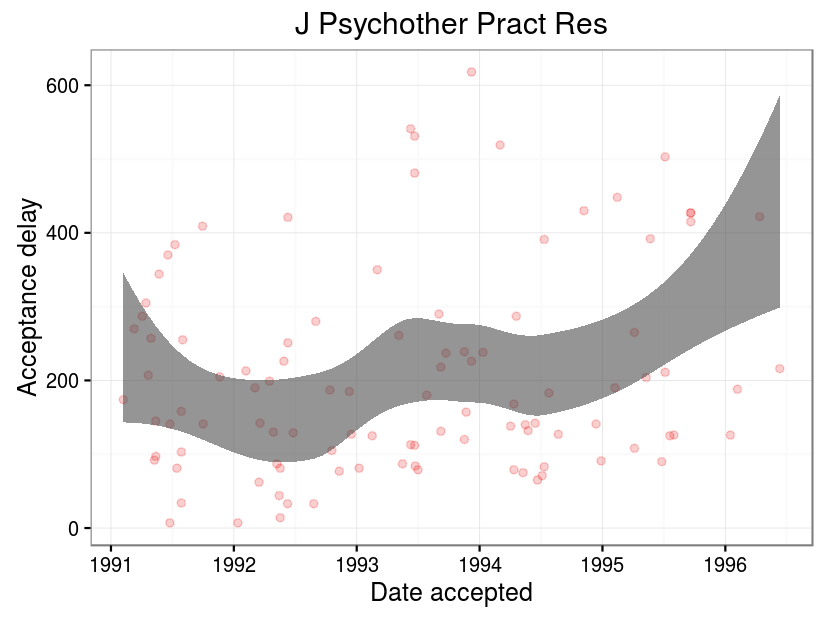 J Psychother Pract Res
Acceptance delay
600
400
200
0
1991 1992 1993 1994 1995 1996
Date accepted